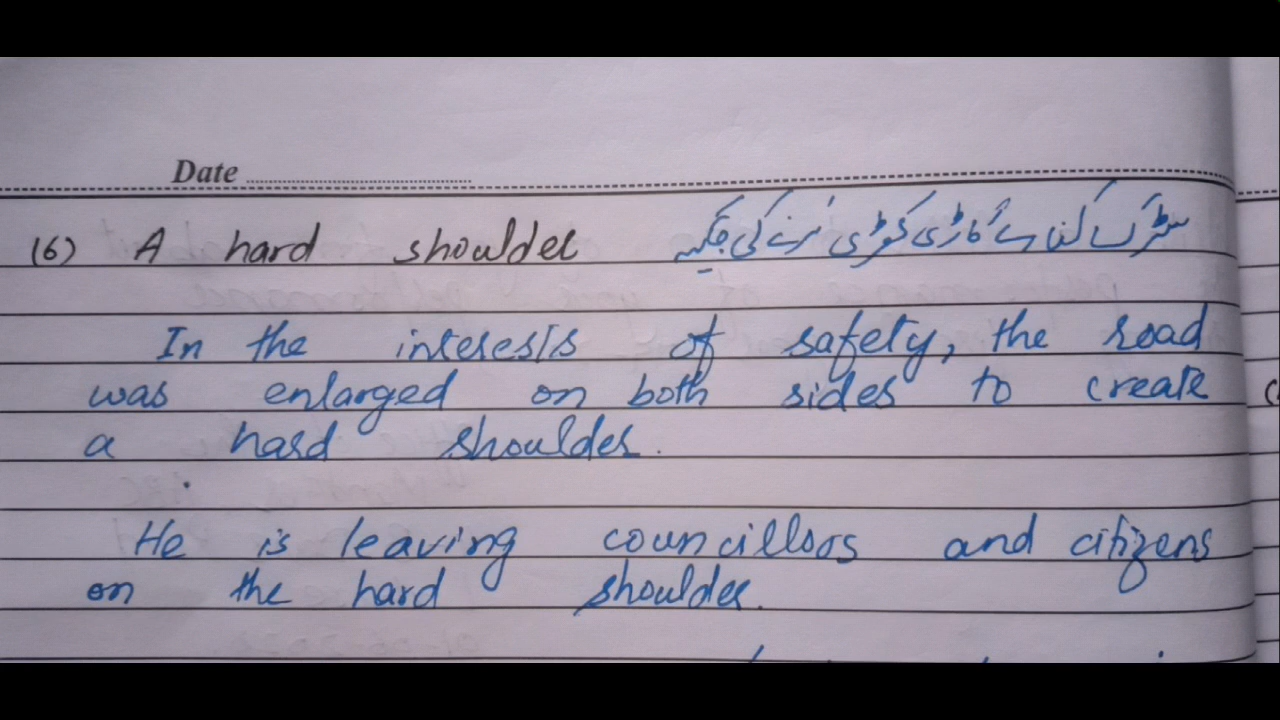 Date
(6) A hard shoulder سڑک کے کنارے گاڑی کھڑی کرنے کی جگہ
In the interests of safety, the road
was enlarged on both sides to create
a hard shoulder.
He is leaving councillors and citizens
on the hard shoulder.